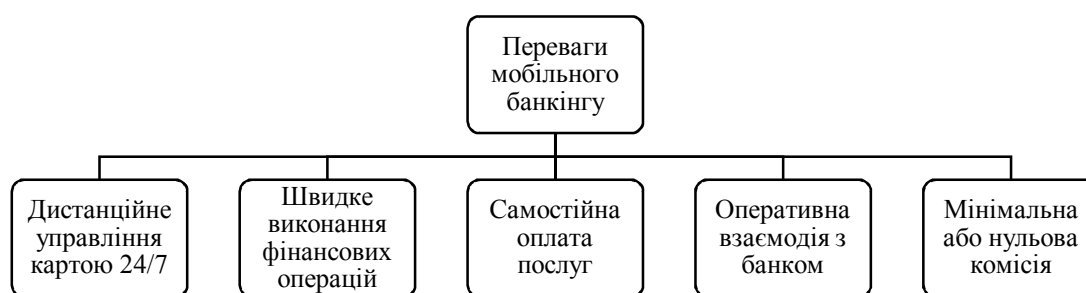 Переваги
мобільного
банкінгу
Дистанційне
управління
картою 24/7
Швидке
виконання
фінансових
операцій
Самостійна
оплата
послуг
Оперативна
взаємодія з
банком
Мінімальна
або нульова
комісія